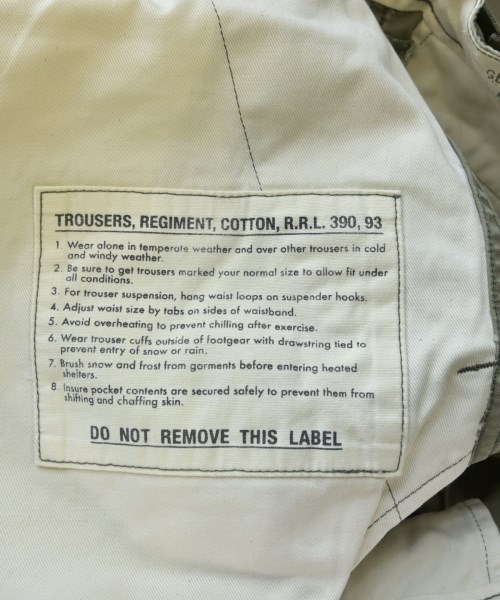 TROUSERS, REGIMENT, COTTON, R.R.L. 390, 93
1. Wear alone in temperate weather and over other trousers in cold
and windy weather.
2. Be sure to get trousers marked your normal size to allow fit under
all conditions.
3. For trouser suspension, hang waist loops on suspender hooks.
4. Adjust waist size by tabs on sides of waistband.
5. Avoid overheating to prevent chilling after exercise.
6. Wear trouser cuffs outside of footgear with drawstring tied to
prevent entry of snow or rain.
7. Brush snow and frost from garments before entering heated
shelters.
8. Insure pocket contents are secured safely to prevent them from
shifting and chaffing skin.
DO NOT REMOVE THIS LABEL